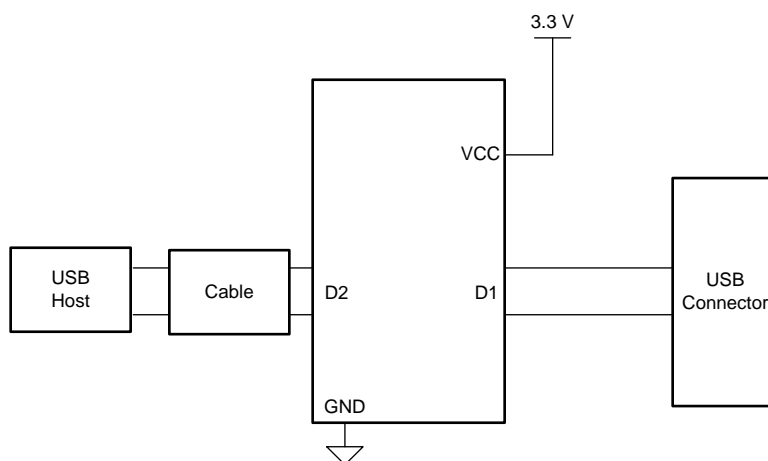 3.3 V
VCC
USB
Host
Cable
D2
D1
USB
Connector
GND